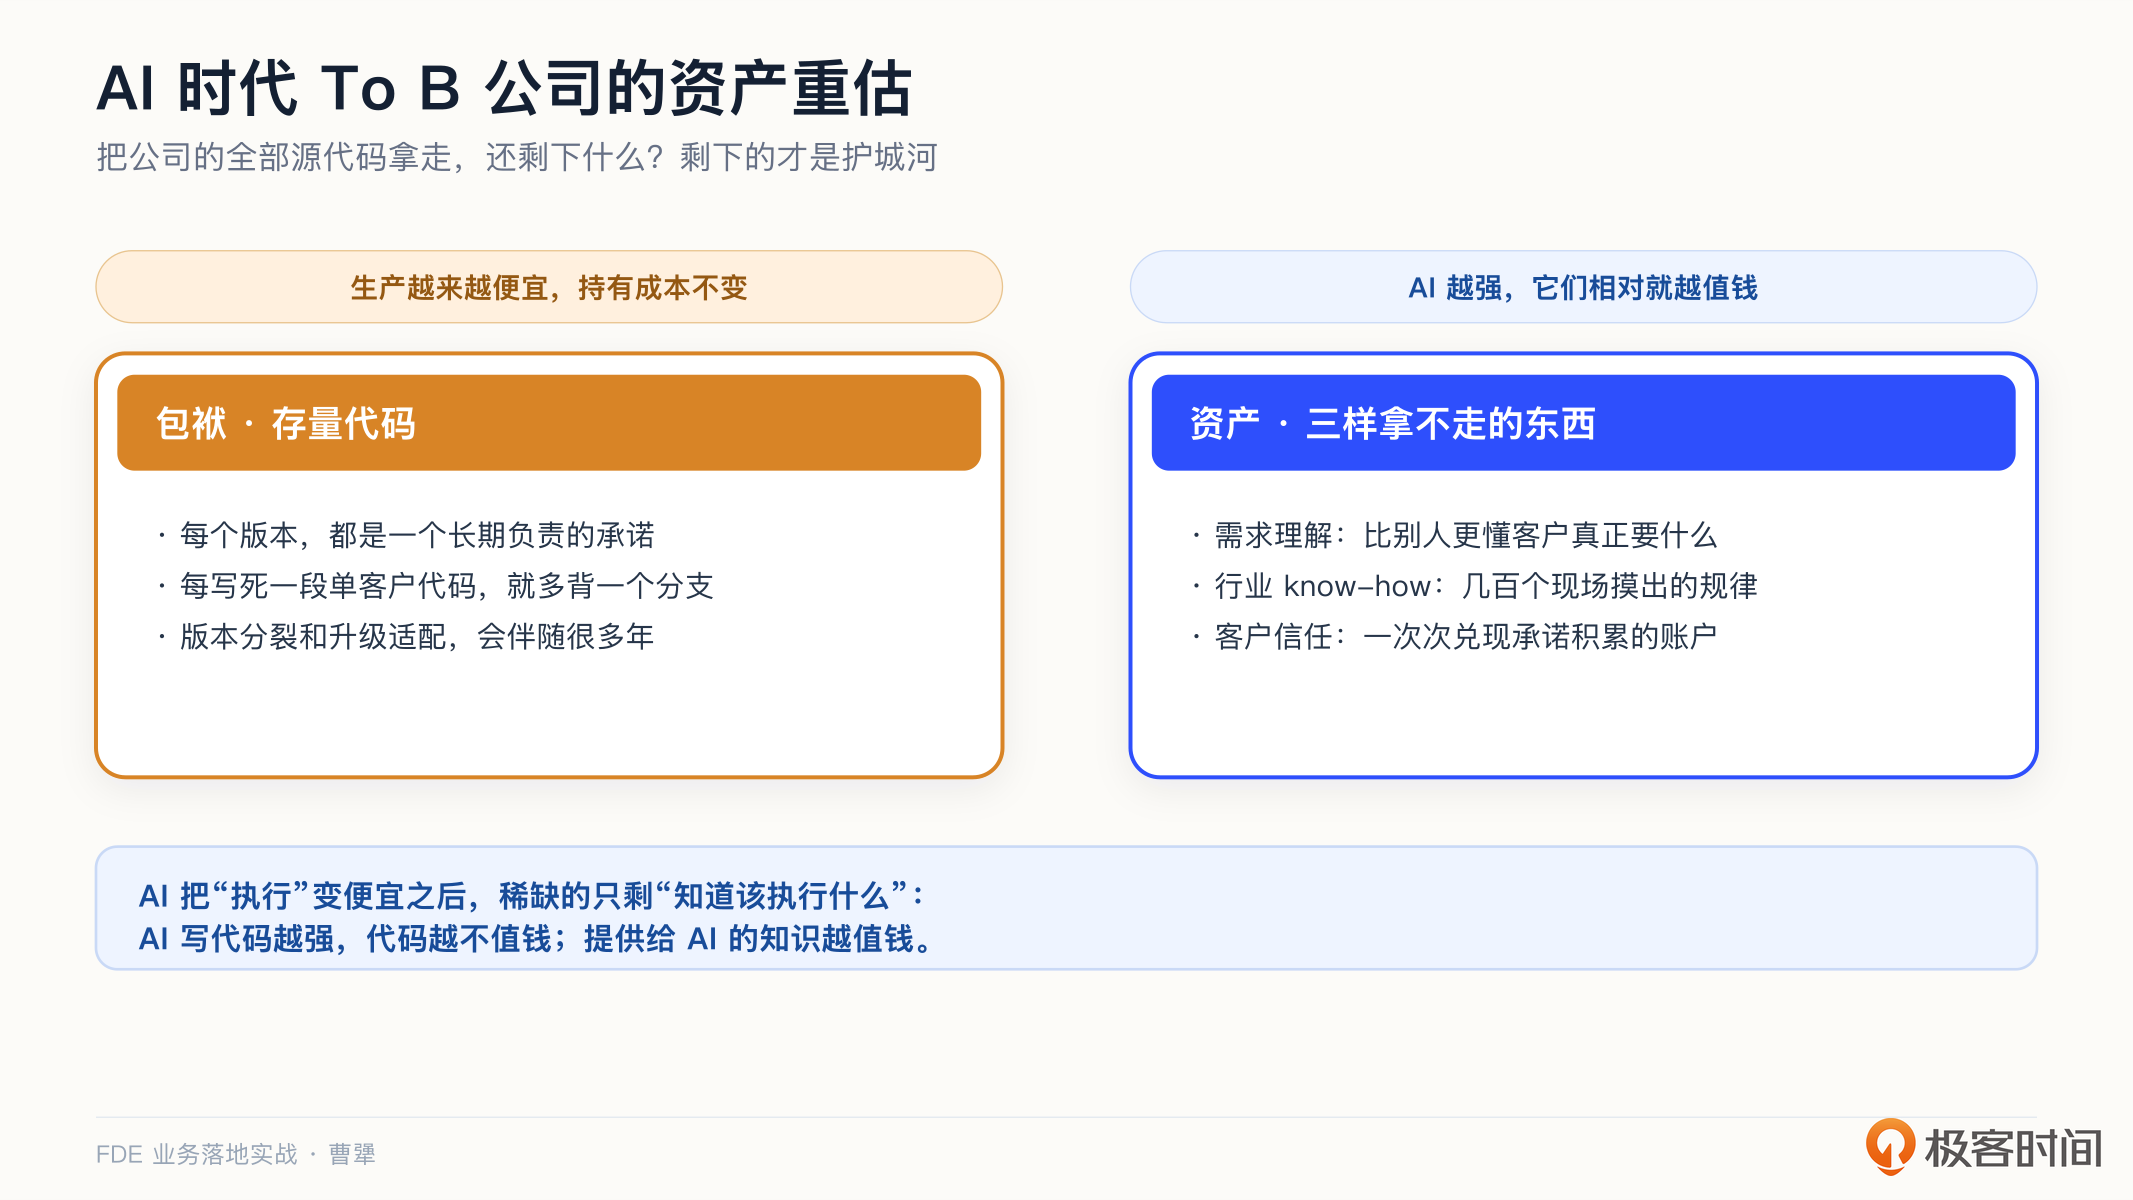 AI 时代 To B 公司的资产重估
把公司的全部源代码拿走，还剩下什么？剩下的才是护城河
生产越来越便宜，持有成本不变
包袱 · 存量代码
· 每个版本，都是一个长期负责的承诺
· 每写死一段单客户代码，就多背一个分支
· 版本分裂和升级适配，会伴随很多年
AI 越强，它们相对就越值钱
资产 · 三样拿不走的东西
· 需求理解：比别人更懂客户真正要什么
· 行业 know-how：几百个现场摸出的规律
· 客户信任：一次次兑现承诺积累的账户
AI 把“执行”变便宜之后，稀缺的只剩“知道该执行什么”：
AI 写代码越强，代码越不值钱；提供给 AI 的知识越值钱。
FDE 业务落地实战 · 曹犟
极客时间